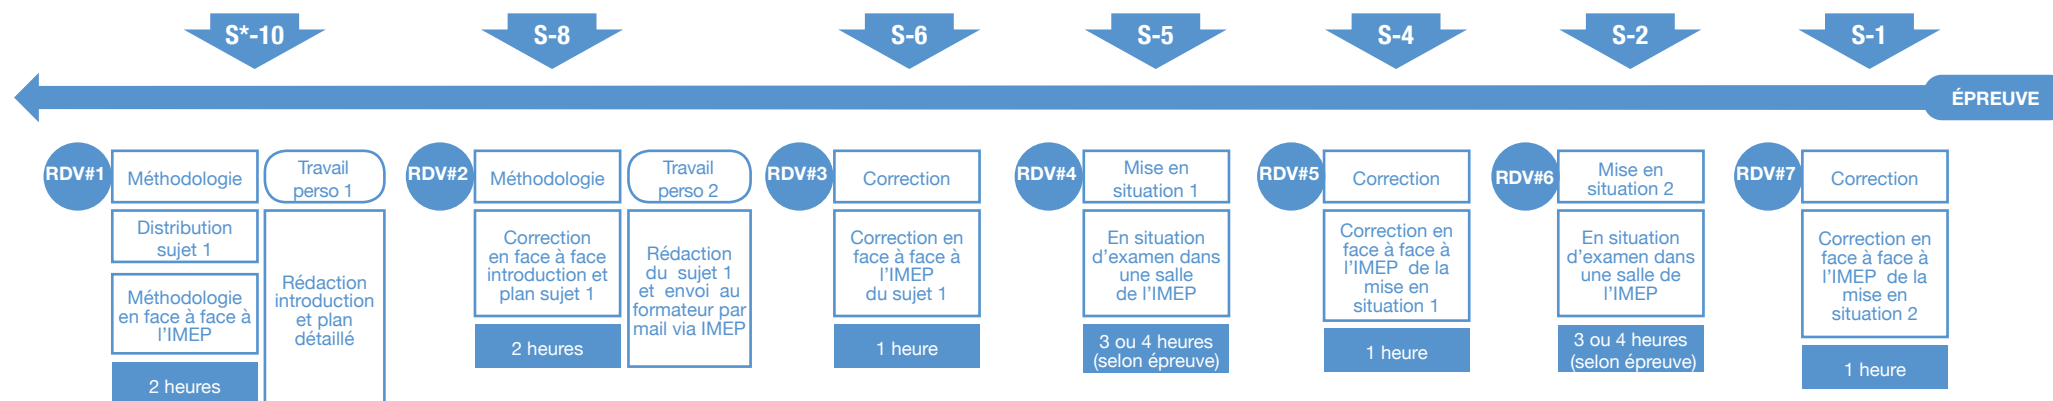 S*-10
S-8
S-6
S-5
S-4
S-2
S-1
ÉPREUVE
RDV#1
Méthodologie
Travail
perso 1
Distribution
sujet 1
Méthodologie
en face à face à
l'IMEP
2 heures
Rédaction
introduction
et plan
détaillé
RDV#2
Méthodologie
Travail
perso 2
Correction
en face à face
introduction et
plan sujet 1
2 heures
Rédaction
du sujet 1
et envoi au
formateur par
mail via IMEP
RDV#3
Correction
Correction en
face à face à
l'IMEP
du sujet 1
1 heure
RDV#4
Mise en
situation 1
En situation
d'examen dans
une salle
de l'IMEP
3 ou 4 heures
(selon épreuve)
RDV#5
Correction
Correction en
face à face à
l'IMEP de la
mise en
situation 1
1 heure
RDV#6
Mise en
situation 2
En situation
d'examen dans
une salle de
l'IMEP
3 ou 4 heures
(selon épreuve)
RDV#7
Correction
Correction en
face à face à
l'IMEP de la
mise en
situation 2
1 heure